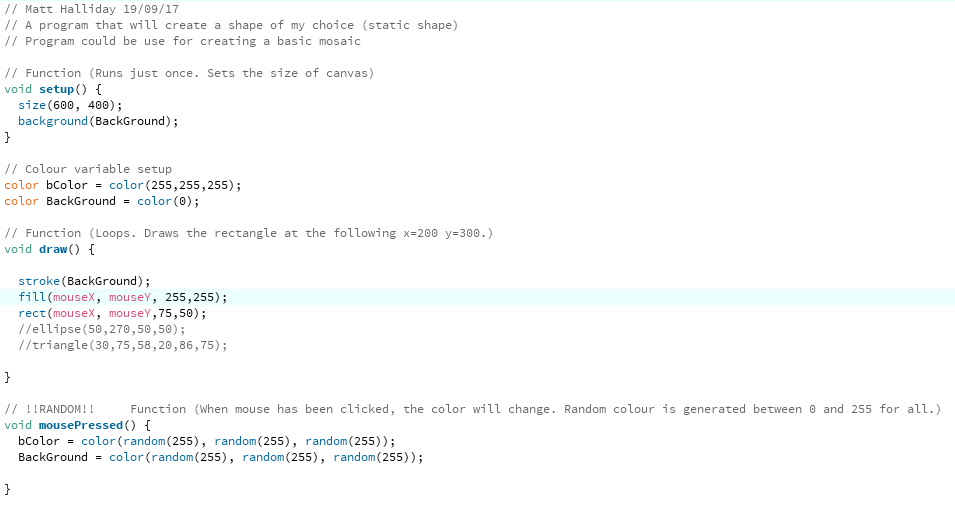 // Matt Halliday 19/09/17
// A program that will create a shape of my choice (static shape)
// Program could be use for creating a basic mosaic
// Function (Runs just once. Sets the size of canvas)
void setup() {
  size(600, 400);
  background(BackGround);
}
// Colour variable setup
color bColor = color(255,255,255);
color BackGround = color(0);
// Function (Loops. Draws the rectangle at the following x=200 y=300.)
void draw() {
  stroke(BackGround);
  fill(mouseX, mouseY, 255,255);
  rect(mouseX, mouseY,75,50);
  //ellipse(50,270,50,50);
  //triangle(30,75,58,20,86,75);
}
// !!RANDOM!!     Function (When mouse has been clicked, the color will change. Random colour is generated between 0 and 255 for all.)
void mousePressed() {
  bColor = color(random(255), random(255), random(255));
  BackGround = color(random(255), random(255), random(255));
}